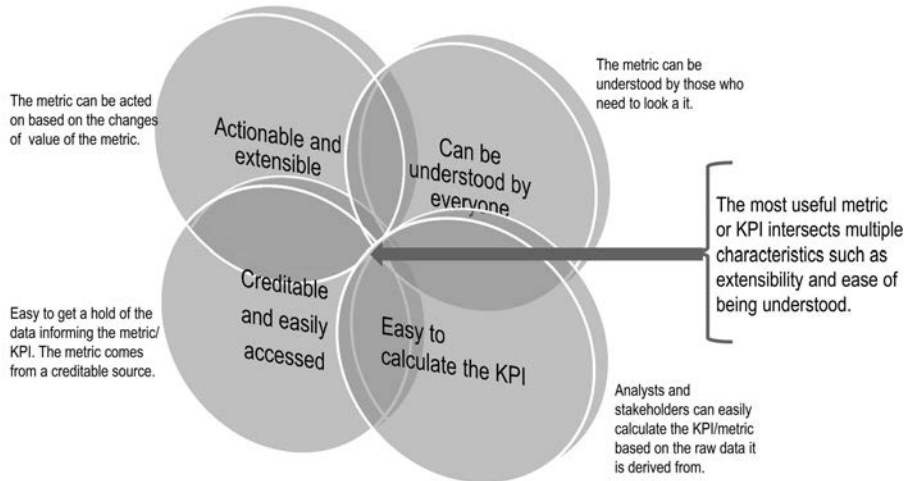 The metric can be acted
on based on the changes
of value of the metric.
Actionable and
extensible
Can be
understood by
everyone
The metric can be
understood by those who
need to look a it.
The most useful metric
or KPI intersects multiple
characteristics such as
extensibility and ease of
being understood.
Easy to get a hold of the
data informing the metric/
KPI. The metric comes
from a creditable source.
Creditable
and easily
accessed
Easy to
calculate the KPI
Analysts and
stakeholders can easily
calculate the KPI/metric
based on the raw data it
is derived from.